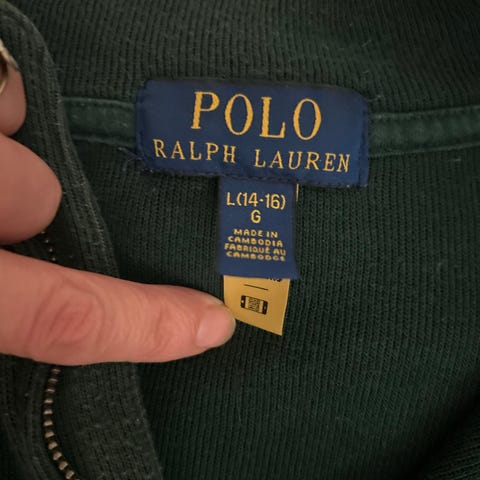 POLO
RALPH LAUREN
L(14-16)
G
MADE IN
CAMBODIA
FABRIQUÉ AU
CAMBODGE